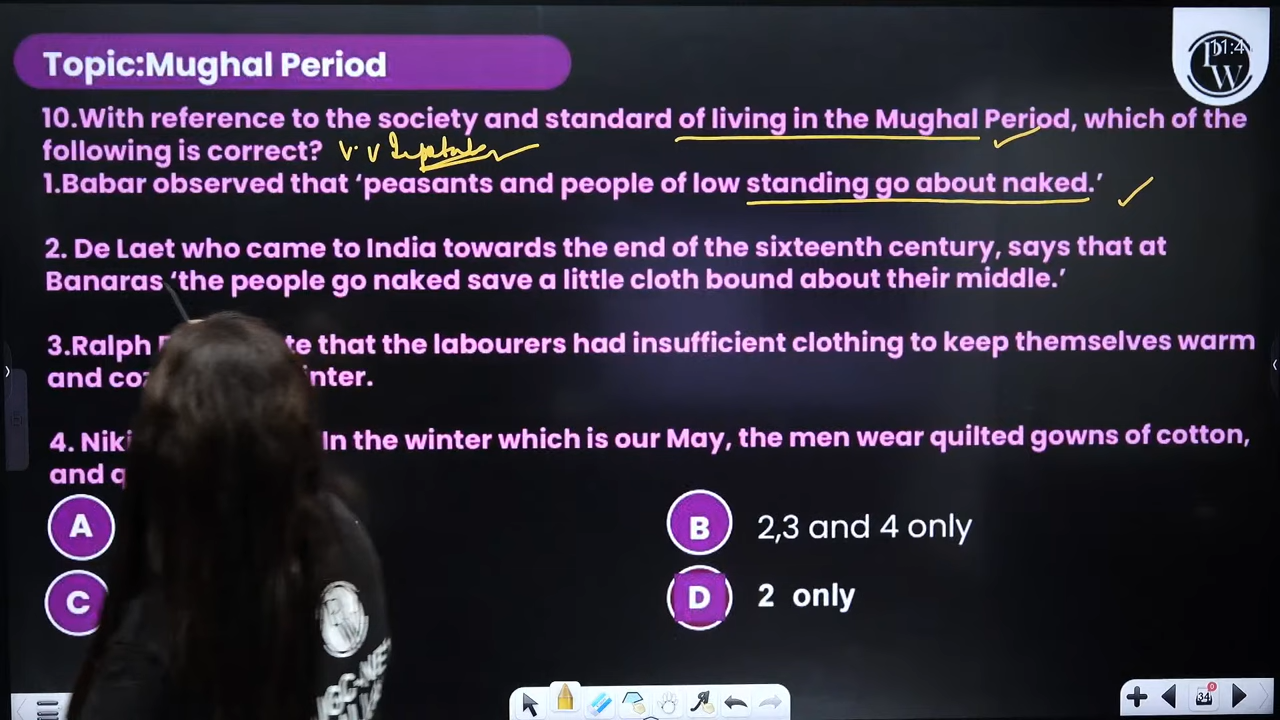 Topic:Mughal Period
11:4
PW
10.With reference to the society and standard of living in the Mughal Period, which of the
following is correct? V.V
1.Babar observed that ‘peasants and people of low standing go about naked.’
2. De Laet who came to India towards the end of the sixteenth century, says that at
Banaras ‘the people go naked save a little cloth bound about their middle.’
3.Ralph that the labourers had insufficient clothing to keep themselves warm
and
4. In the winter which is our May, the men wear quilted gowns of cotton,
and
A
B 2,3 and 4 only
C
D 2 only
34